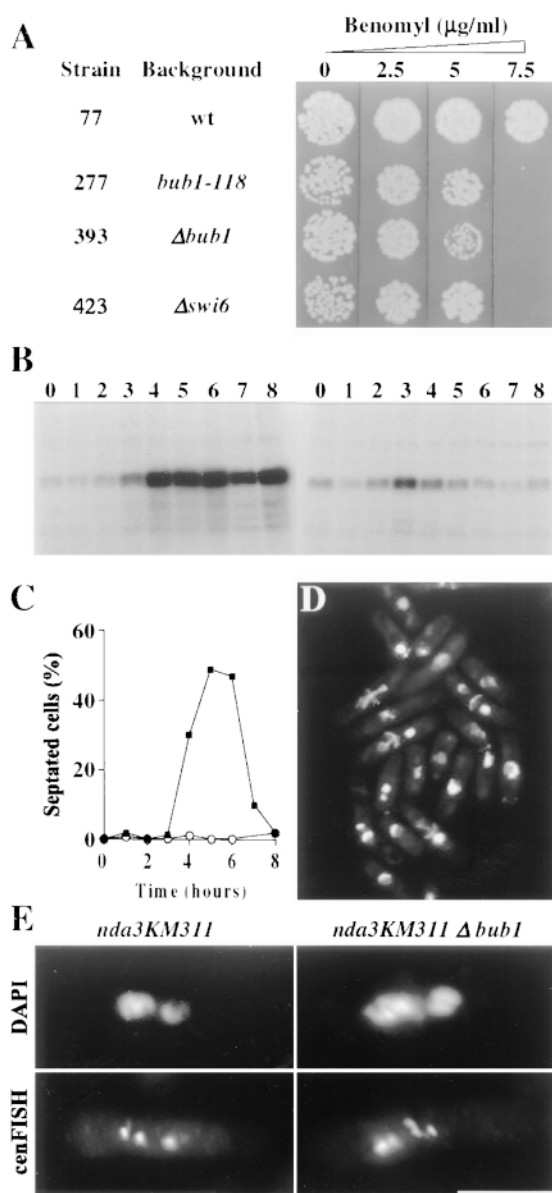 A
Benomyl (µg/ml)
Strain Background 0 2.5 5 7.5
77 wt
277 bub1-118
393 Δbub1
423 Δswi6
B
0 1 2 3 4 5 6 7 8 0 1 2 3 4 5 6 7 8
C
D
60
40
20
0
Septated cells (%)
0 2 4 6 8
Time (hours)
E
nda3KM311 nda3KM311 Δbub1
DAPI
cenFISH